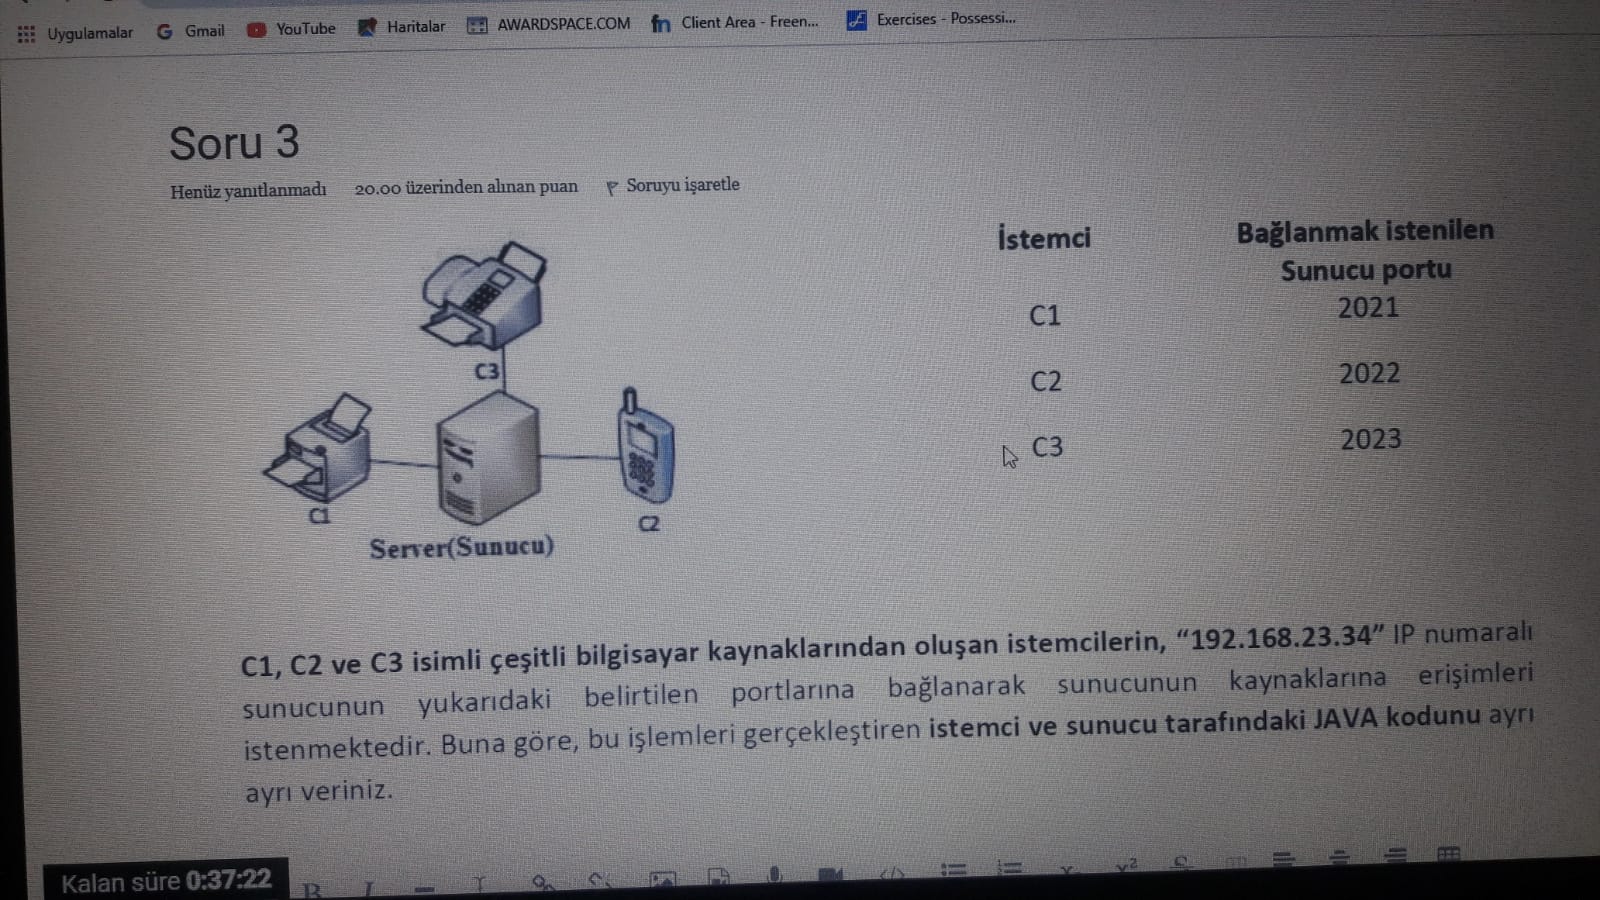 Uygulamalar
Gmail
YouTube
Haritalar
AWARDSPACE.COM
fn Client Area - Freen...
Exercises - Possessi...
Soru 3
Henüz yanıtlanmadı
20.00 üzerinden alınan puan
Soruyu işaretle
İstemci
Bağlanmak istenilen
Sunucu portu
C1
2021
C2
2022
C3
2023
C3
C1
C2
Server(Sunucu)
C1, C2 ve C3 isimli çeşitli bilgisayar kaynaklarından oluşan istemcilerin, “192.168.23.34” IP numaralı
sunucunun yukarıdaki belirtilen portlarına bağlanarak sunucunun kaynaklarına erişimleri
istenmektedir. Buna göre, bu işlemleri gerçekleştiren istemci ve sunucu tarafındaki JAVA kodunu ayrı
ayrı veriniz.
Kalan süre 0:37:22